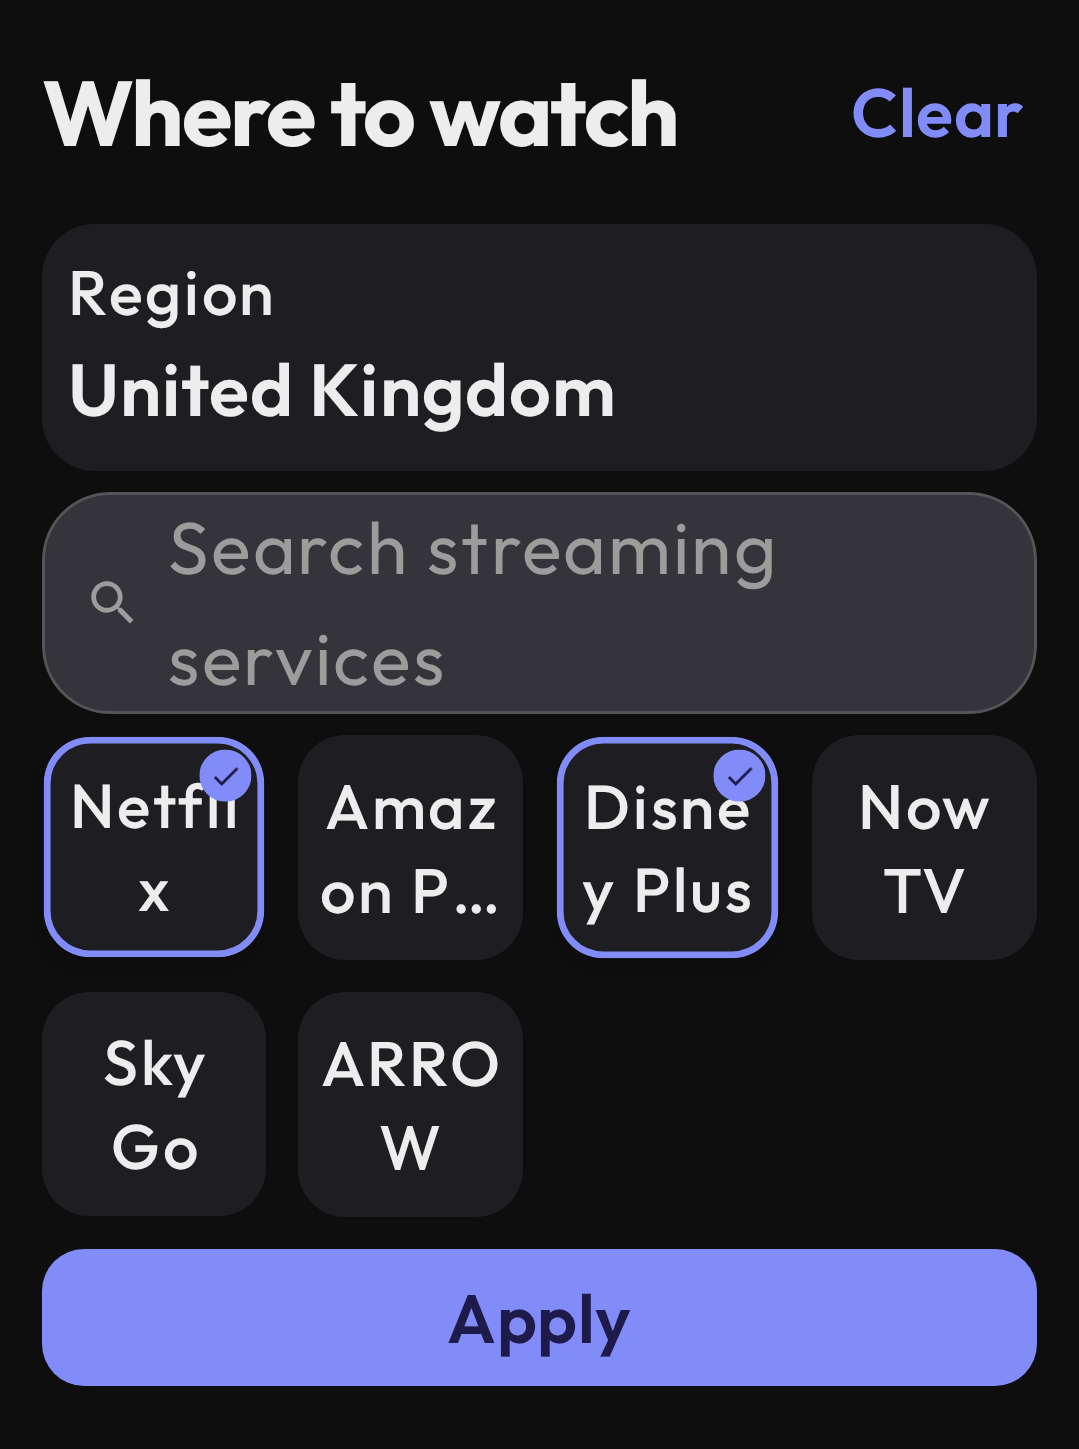 Where to watch
Clear
Region
United Kingdom
Search streaming
services
Netflix
Amaz
on P...
Disne
y Plus
Now
TV
Sky
Go
ARRO
W
Apply